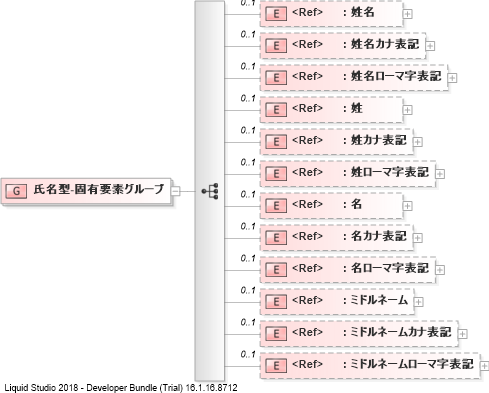 0..1
E <Ref> : 姓名
0..1
E <Ref> : 姓名カナ表記
0..1
E <Ref> : 姓名ローマ字表記
0..1
E <Ref> : 姓
0..1
E <Ref> : 姓カナ表記
0..1
E <Ref> : 姓ローマ字表記
G 氏名型-固有要素グループ
0..1
E <Ref> : 名
0..1
E <Ref> : 名カナ表記
0..1
E <Ref> : 名ローマ字表記
0..1
E <Ref> : ミドルネーム
0..1
E <Ref> : ミドルネームカナ表記
0..1
E <Ref> : ミドルネームローマ字表記
Liquid Studio 2018 - Developer Bundle (Trial) 16.1.16.8712